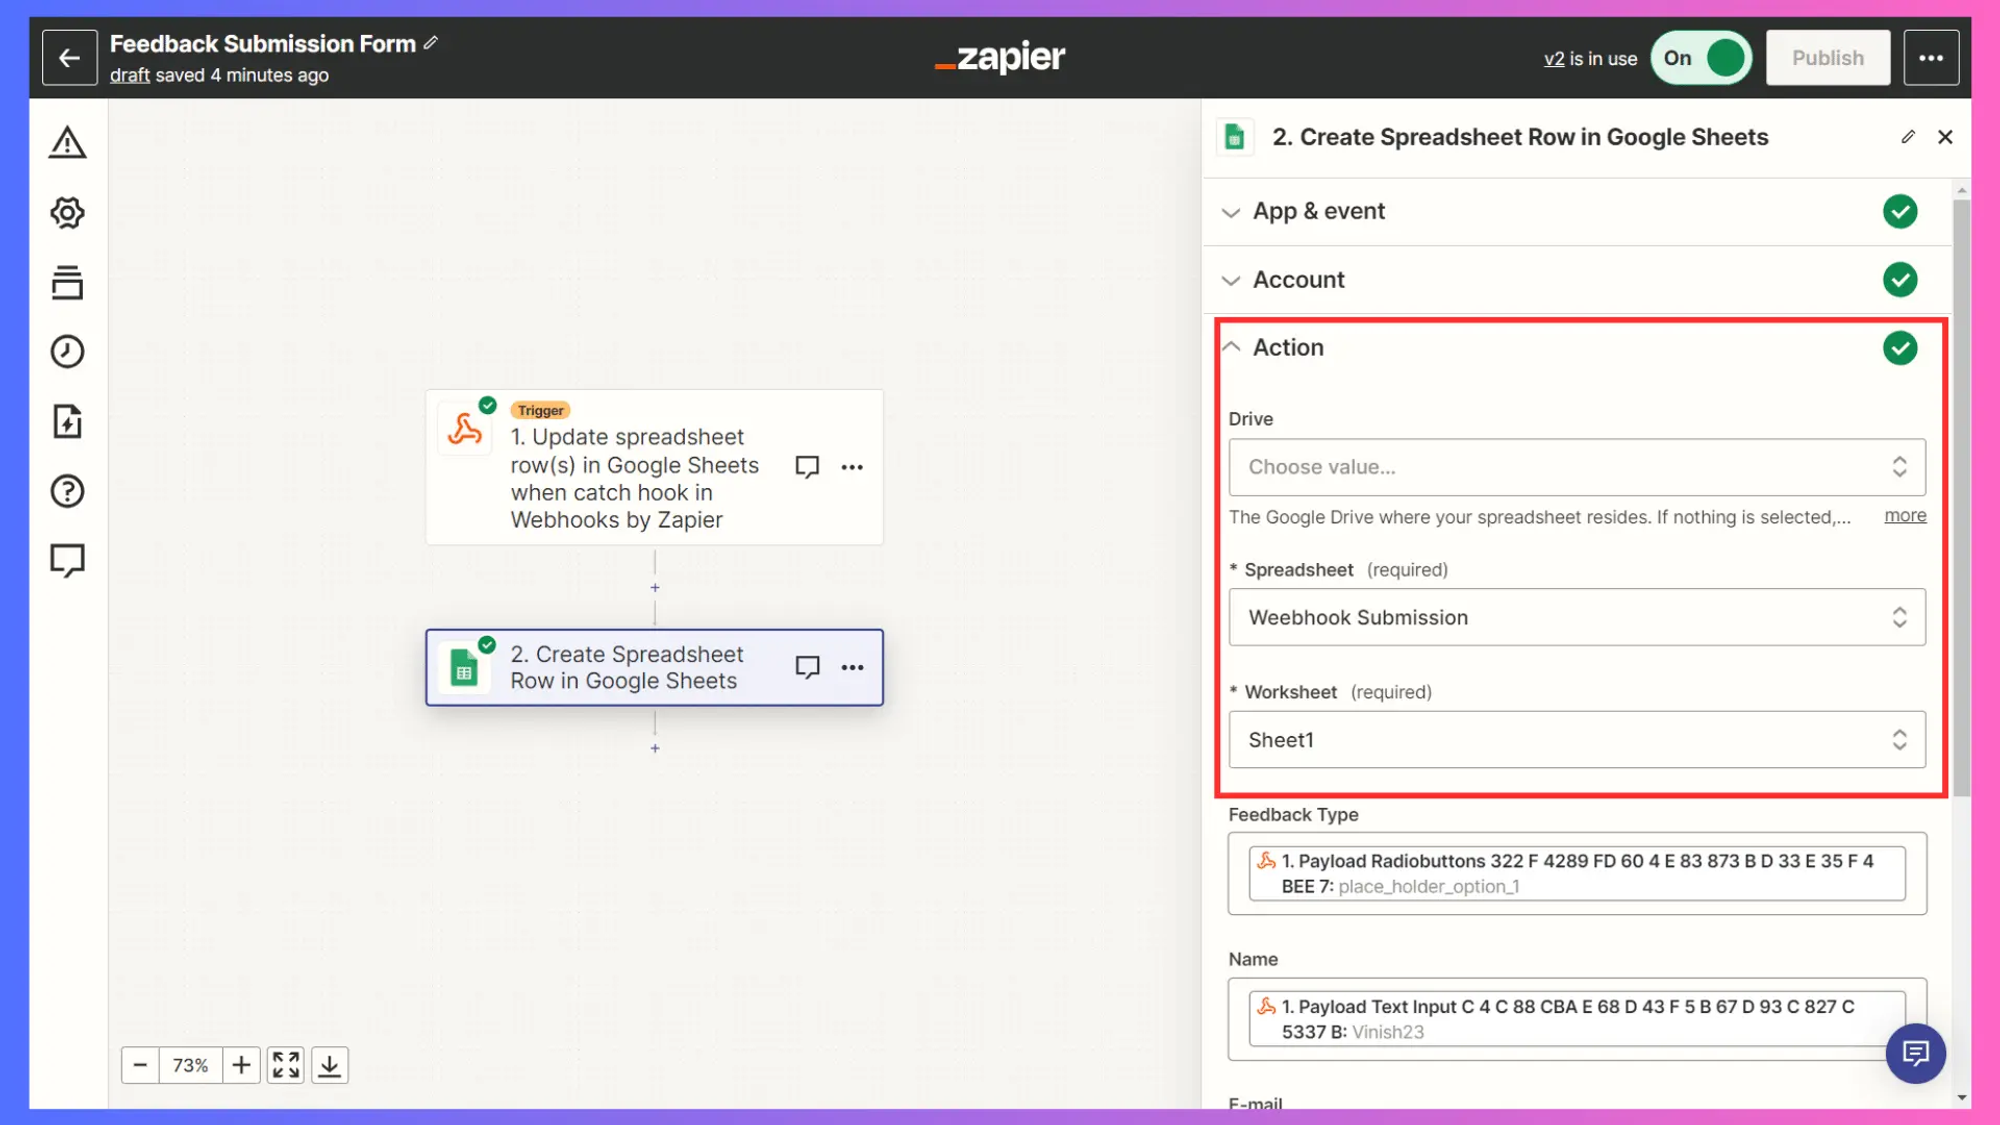 Feedback Submission Form
draft saved 4 minutes ago
zapier
v2 is in use
On
Publish
2. Create Spreadsheet Row in Google Sheets
App & event
Account
Action
Drive
Choose value...
The Google Drive where your spreadsheet resides. If nothing is selected,...
more
* Spreadsheet (required)
Weebhook Submission
* Worksheet (required)
Sheet1
Feedback Type
1. Payload Radiobuttons 322 F 4289 FD 60 4 E 83 873 B D 33 E 35 F 4
BEE 7: place_holder_option_1
Name
1. Payload Text Input C 4 C 88 CBA E 68 D 43 F 5 B 67 D 93 C 827 C
5337 B: Vinish23
E-mail
Trigger
1. Update spreadsheet
row(s) in Google Sheets
when catch hook in
Webhooks by Zapier
2. Create Spreadsheet
Row in Google Sheets
73%